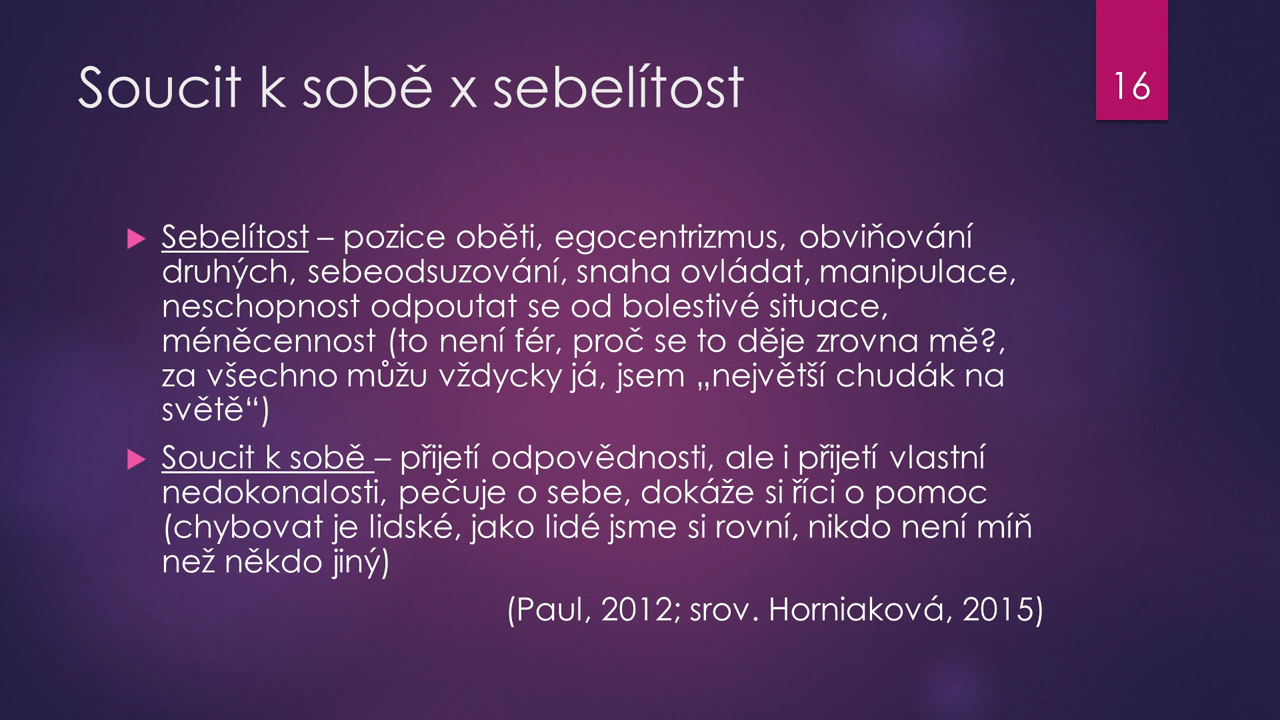 Soucit k sobě x sebelítost
16
Sebelítost – pozice oběti, egocentrizmus, obviňování
druhých, sebeodsuzování, snaha ovládat, manipulace,
neschopnost odpoutat se od bolestivé situace,
méněcennost (to není fér, proč se to děje zrovna mě?,
za všechno můžu vždycky já, jsem „největší chudák na
světě“)
Soucit k sobě – přijetí odpovědnosti, ale i přijetí vlastní
nedokonalosti, pečuje o sebe, dokáže si říci o pomoc
(chybovat je lidské, jako lidé jsme si rovní, nikdo není míň
než někdo jiný)
(Paul, 2012; srov. Horniaková, 2015)